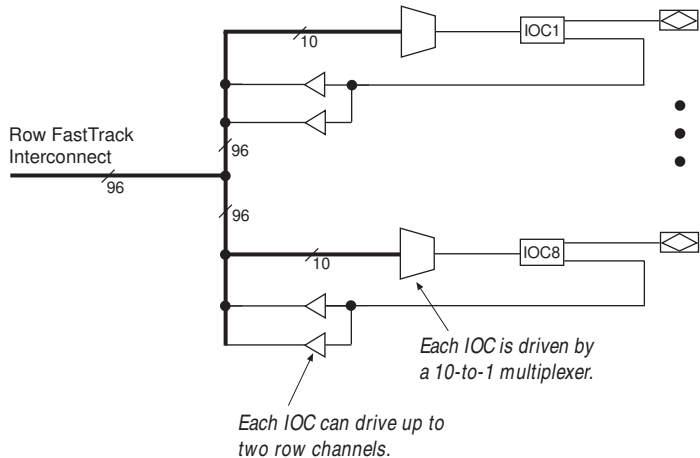 10
IOC1
Row FastTrack
Interconnect
96
96
96
10
IOC8
Each IOC is driven by
a 10-to-1 multiplexer.
Each IOC can drive up to
two row channels.